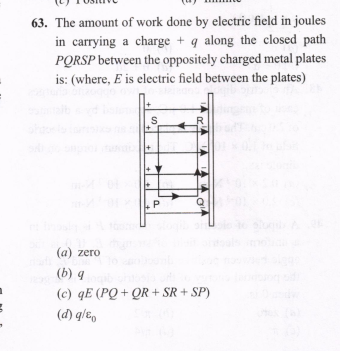 63. The amount of work done by electric field in joules
in carrying a charge + q along the closed path
PQRSP between the oppositely charged metal plates
is: (where, E is electric field between the plates)
+ –
S R
+ –
+ –
+ –
+ P Q –
(a) zero
(b) q
(c) qE (PQ + QR + SR + SP)
(d) q/ε₀